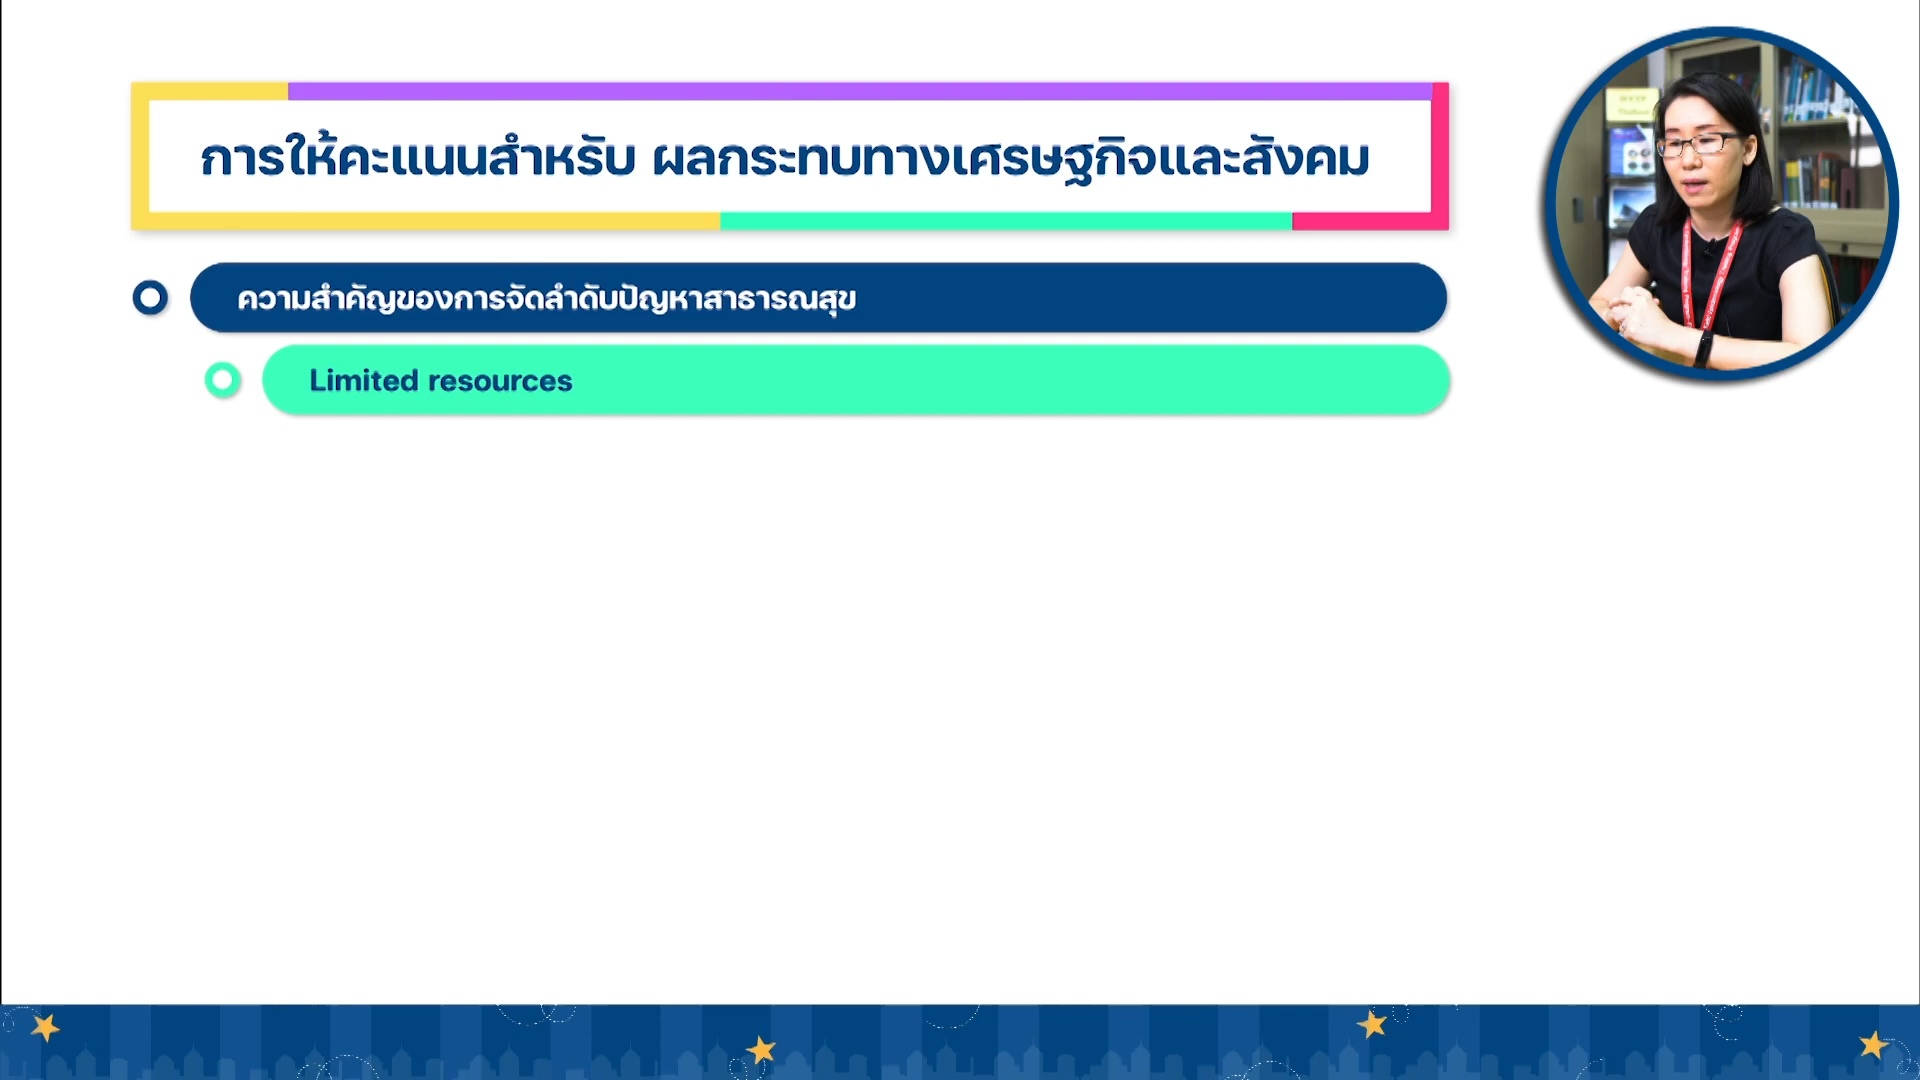 การให้คะแนนสำหรับ ผลกระทบทางเศรษฐกิจและสังคม
ความสำคัญของการจัดลำดับปัญหาสาธารณสุข
Limited resources